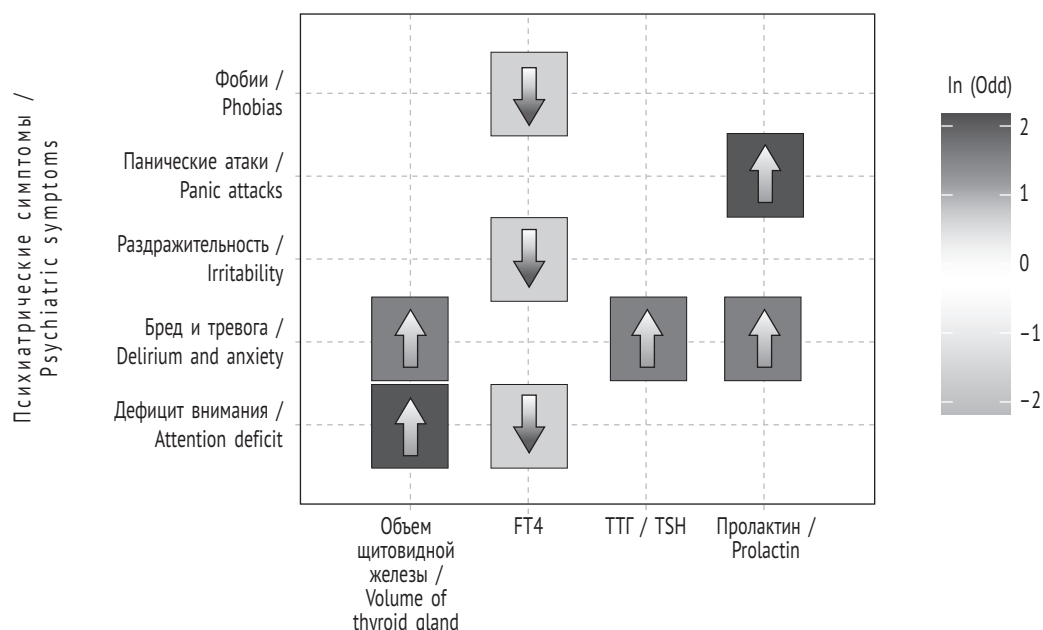 Психиатрические симптомы /
Psychiatric symptoms
Фобии /
Phobias
Панические атаки /
Panic attacks
Раздражительность /
Irritability
Бред и тревога /
Delirium and anxiety
Дефицит внимания /
Attention deficit
Объем
щитовидной
железы /
Volume of
thyroid gland
FT4
ТТГ / TSH
Пролактин /
Prolactin
In (Odd)
2
1
0
−1
−2